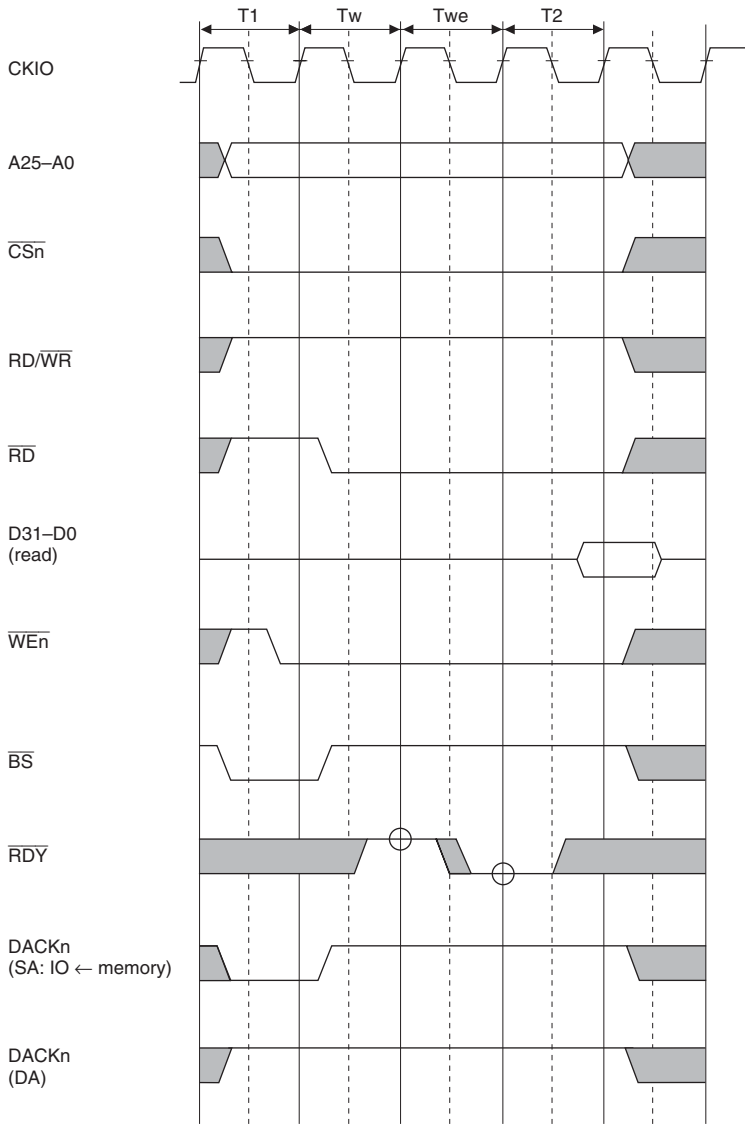 T1 Tw Twe T2
CKIO
A25–A0
CSn
RD/WR
RD
D31–D0
(read)
WEn
BS
RDY
DACKn
(SA: IO ← memory)
DACKn
(DA)